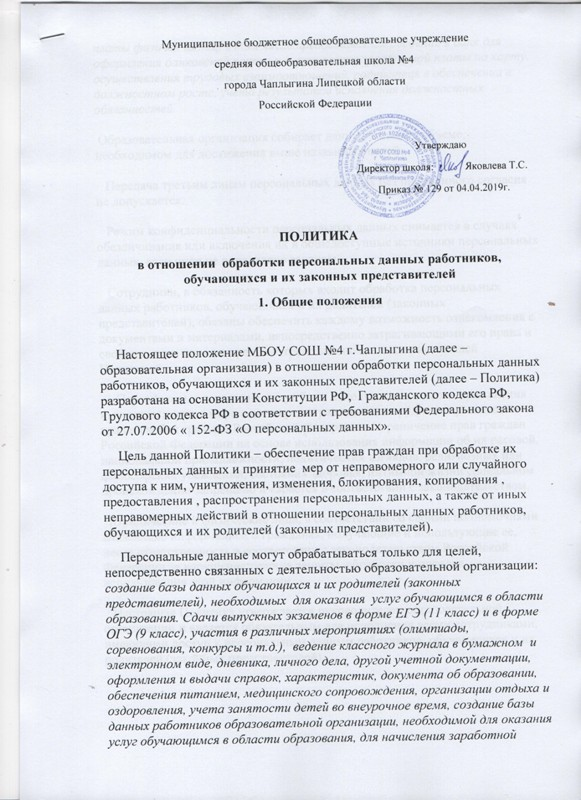 Муниципальное бюджетное общеобразовательное учреждение
средняя общеобразовательная школа №4
города Чаплыгина Липецкой области
Российской Федерации
Утверждаю
Директор школа: Яковлева Т.С.
Приказ № 129 от 04.04.2019г.
ПОЛИТИКА
в отношении обработки персональных данных работников,
обучающихся и их законных представителей
1. Общие положения
Настоящее положение МБОУ СОШ №4 г.Чаплыгина (далее –
образовательная организация) в отношении обработки персональных данных
работников, обучающихся и их законных представителей (далее – Политика)
разработана на основании Конституции РФ, Гражданского кодекса РФ,
Трудового кодекса РФ в соответствии с требованиями Федерального закона
от 27.07.2006 « 152-ФЗ «О персональных данных».
Цель данной Политики – обеспечение прав граждан при обработке их
персональных данных и принятие мер от неправомерного или случайного
доступа к ним, уничтожения, изменения, блокирования, копирования ,
предоставления , распространения персональных данных, а также от иных
неправомерных действий в отношении персональных данных работников,
обучающихся и их родителей (законных представителей).
Персональные данные могут обрабатываться только для целей,
непосредственно связанных с деятельностью образовательной организации:
создание базы данных обучающихся и их родителей (законных
представителей), необходимых для оказания услуг обучающимся в области
образования. Сдачи выпускных экзаменов в форме ЕГЭ (11 класс) и в форме
ОГЭ (9 класс), участия в различных мероприятиях (олимпиады,
соревнования, конкурсы и т.д.), ведение классного журнала в бумажном и
электронном виде, дневника, личного дела, другой учетной документации,
оформления и выдачи справок, характеристик, документа об образовании,
обеспечения питанием, медицинского сопровождения, организации отдыха и
оздоровления, учета занятости детей во внеурочное время, создание базы
данных работников образовательной организации, необходимой для оказания
услуг обучающимся в области образования, для начисления заработной